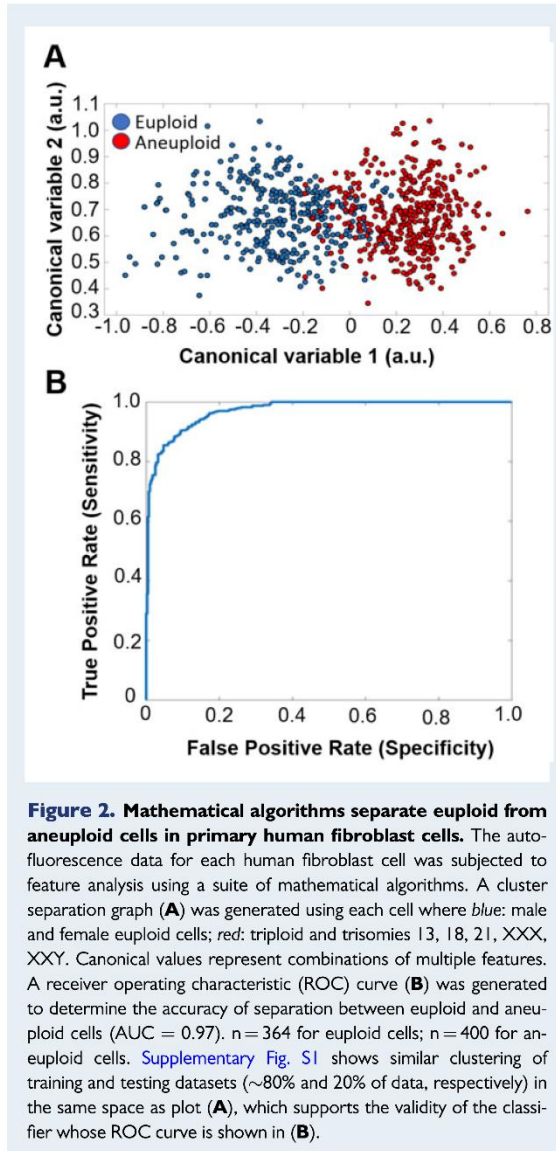 A
Canonical variable 2 (a.u.)
1.1
1.0
0.9
0.8
0.7
0.6
0.5
0.4
0.3
Euploid
Aneuploid
-1.0 -0.8 -0.6 -0.4 -0.2 0 0.2 0.4 0.6 0.8
Canonical variable 1 (a.u.)
B
True Positive Rate (Sensitivity)
1.0
0.8
0.6
0.4
0.2
0
0 0.2 0.4 0.6 0.8 1.0
False Positive Rate (Specificity)
Figure 2. Mathematical algorithms separate euploid from
aneuploid cells in primary human fibroblast cells. The auto-
fluorescence data for each human fibroblast cell was subjected to
feature analysis using a suite of mathematical algorithms. A cluster
separation graph (A) was generated using each cell where blue: male
and female euploid cells; red: triploid and trisomies 13, 18, 21, XXX,
XXY. Canonical values represent combinations of multiple features.
A receiver operating characteristic (ROC) curve (B) was generated
to determine the accuracy of separation between euploid and aneu-
ploid cells (AUC = 0.97). n = 364 for euploid cells; n = 400 for an-
euploid cells. Supplementary Fig. S1 shows similar clustering of
training and testing datasets (~80% and 20% of data, respectively) in
the same space as plot (A), which supports the validity of the classi-
fier whose ROC curve is shown in (B).